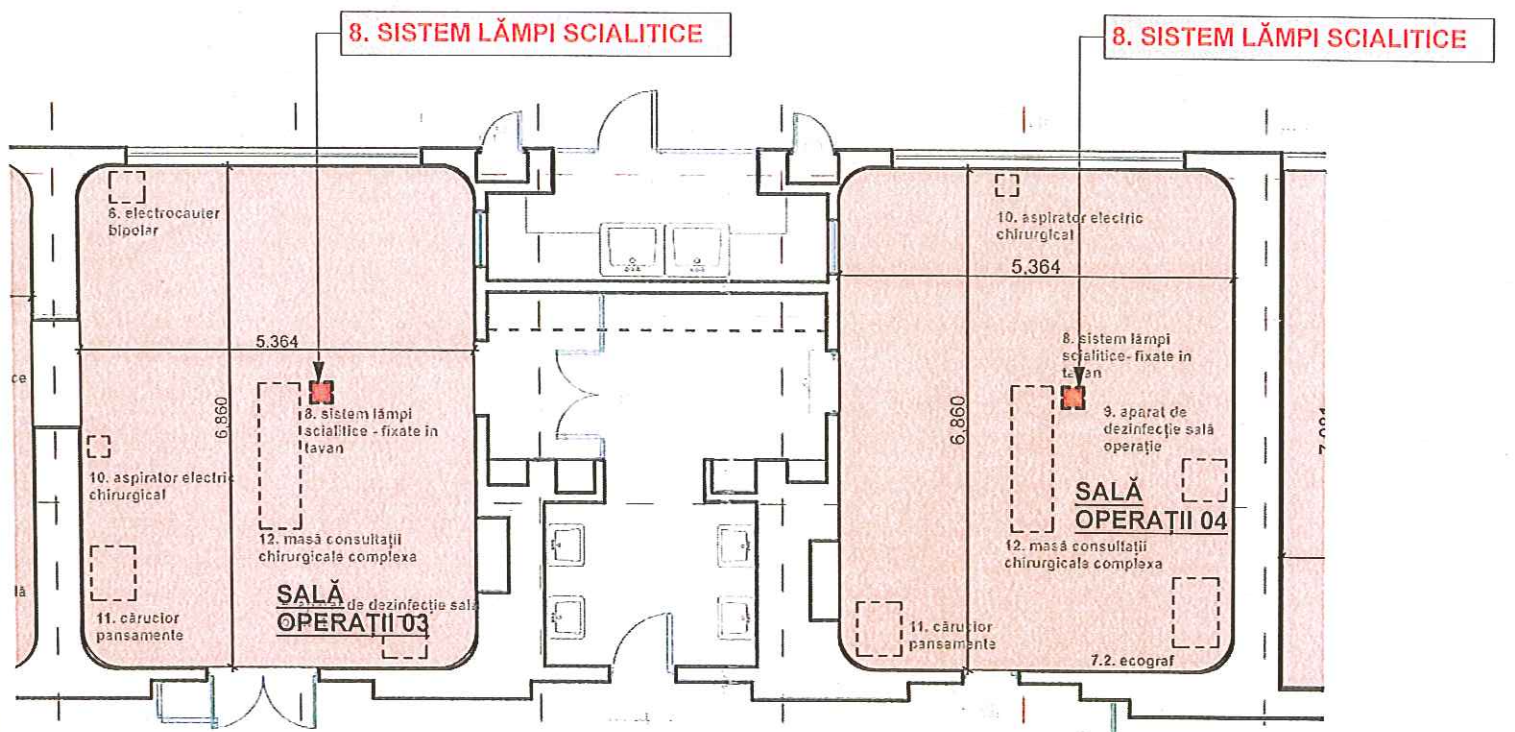 8. SISTEM LĂMPI SCIALITICE
8. SISTEM LĂMPI SCIALITICE
6. electrocauter
bipolar
5.364
6,860
8. sistem lămpi
scialitice - fixate in
tavan
10. aspirator electric
chirurgical
12. masă consultații
chirurgicale complexa
11. cărucior
pansamente
SALĂ
OPERAȚII 03
de dezinfecție sală
ce
lă
10. aspirator electric
chirurgical
5,364
6,860
8. sistem lămpi
scialitice- fixate in
tavan
9. aparat de
dezinfecție sală
operație
SALĂ
OPERAȚII 04
12. masă consultații
chirurgicale complexa
11. cărucior
pansamente
7.2. ecograf